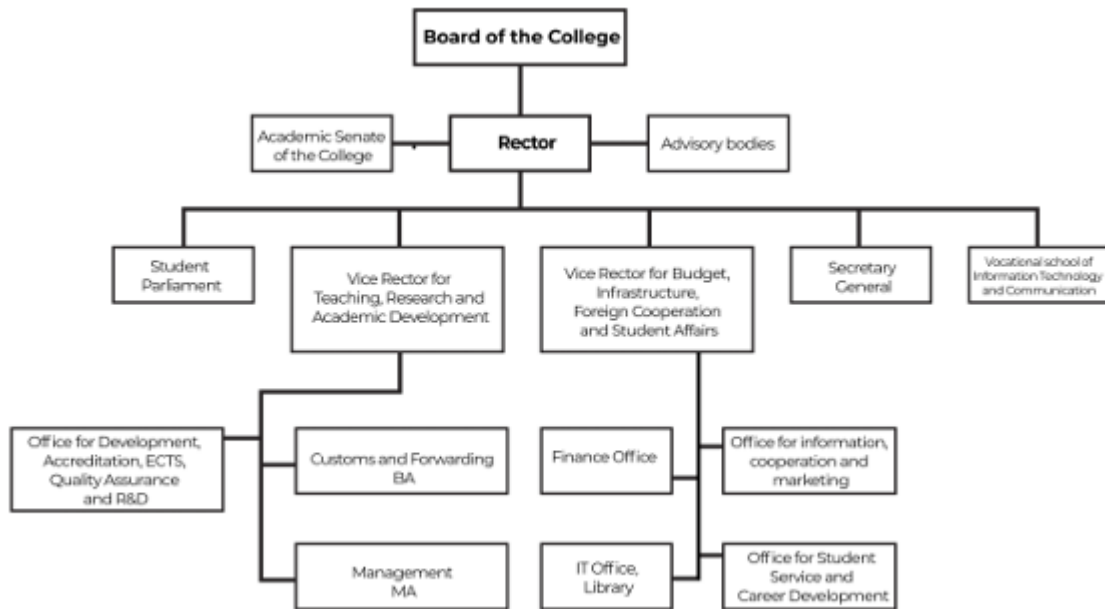 Board of the College
Academic Senate
of the College
Rector
Advisory bodies
Student
Parliament
Vice Rector for
Teaching, Research and
Academic Development
Vice Rector for Budget,
Infrastructure,
Foreign Cooperation
and Student Affairs
Secretary
General
Vocational school of
Information Technology
and Communication
Office for Development,
Accreditation, ECTS,
Quality Assurance
and R&D
Customs and Forwarding
BA
Finance Office
Office for information,
cooperation and
marketing
Management
MA
IT Office,
Library
Office for Student
Service and
Career Development